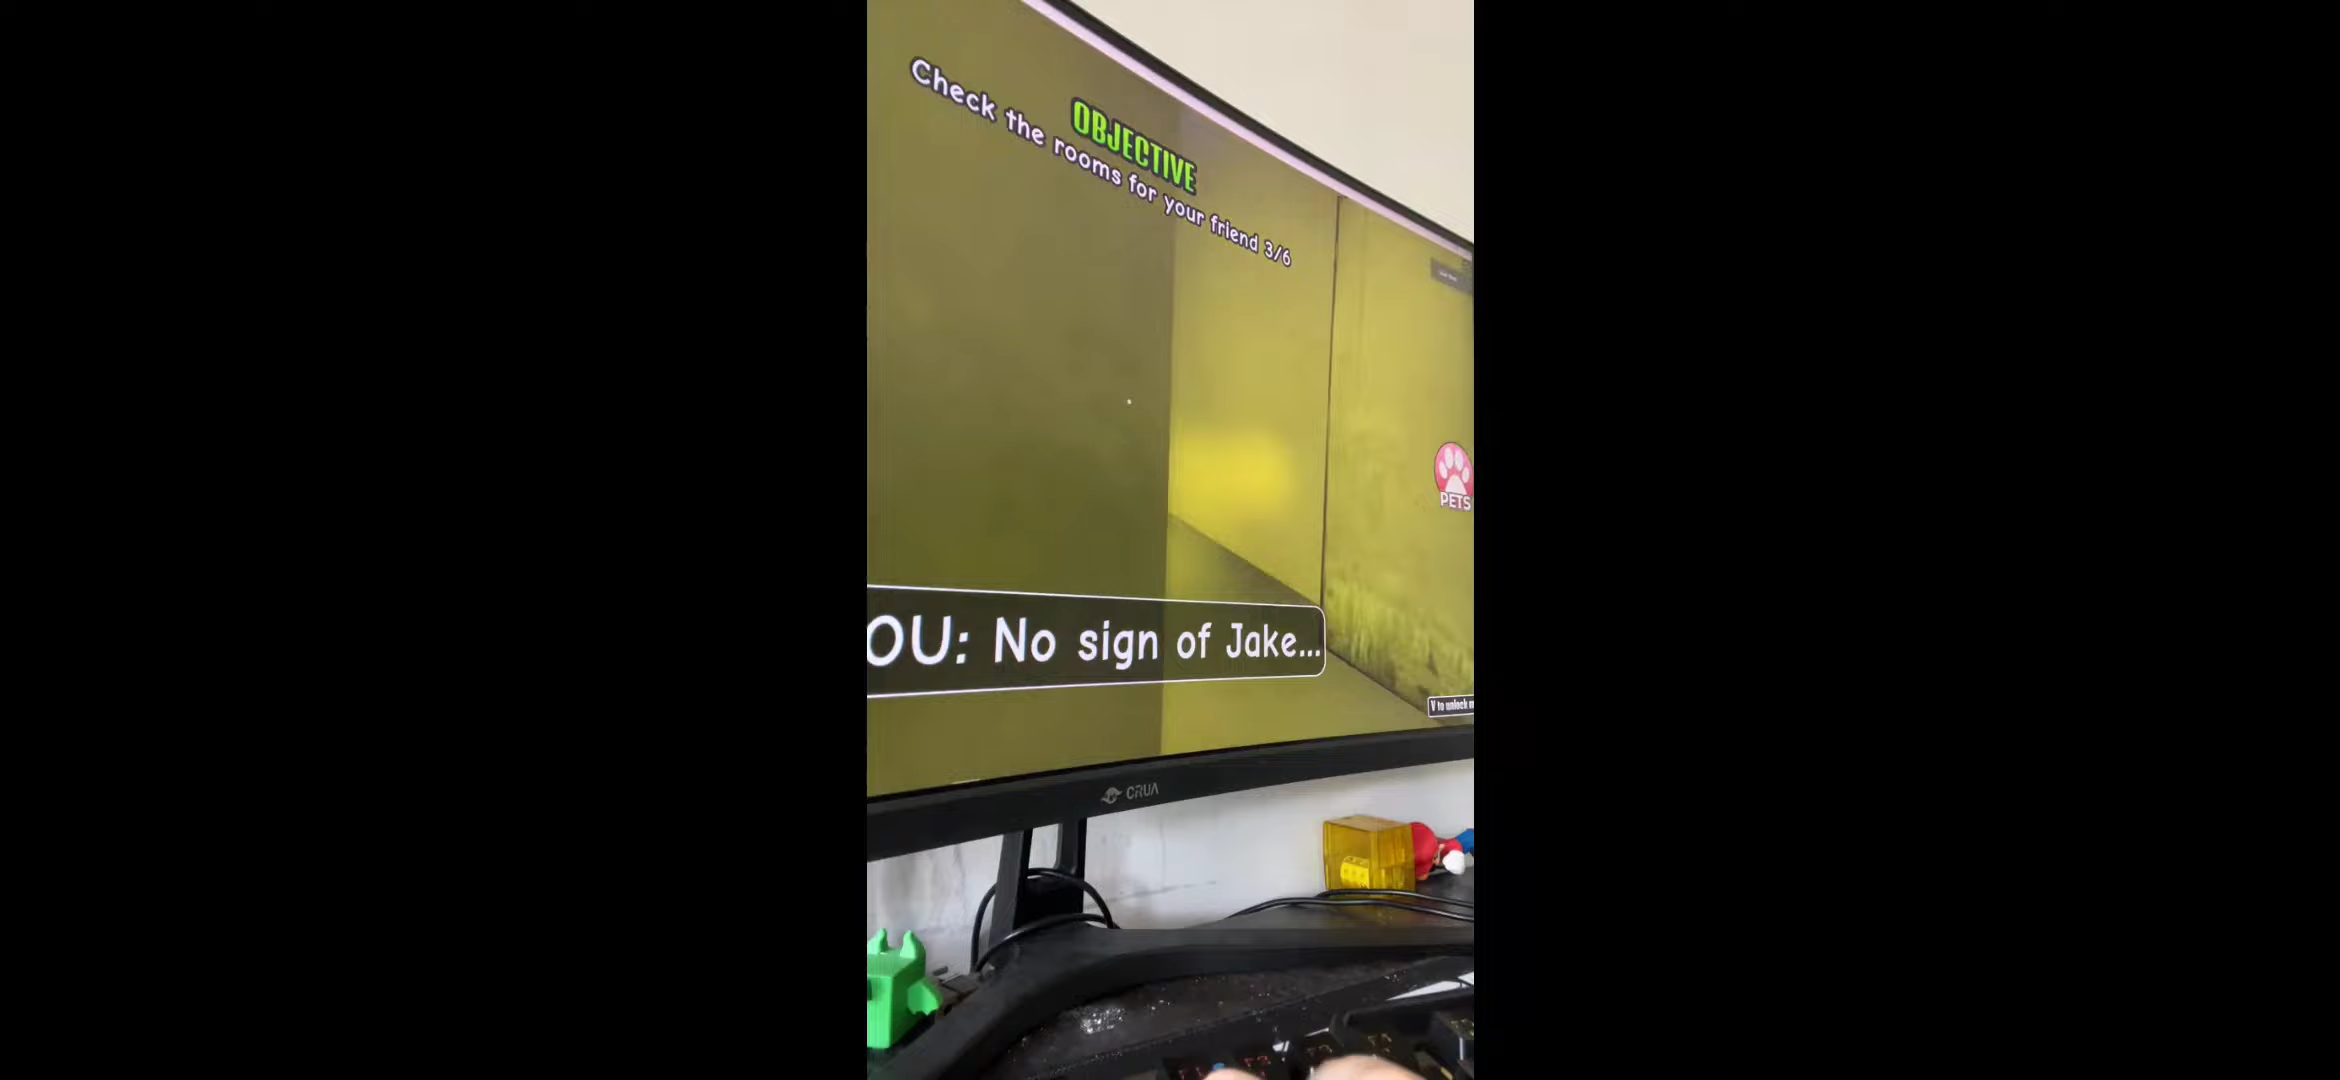 OBJECTIVE
Check the rooms for your friend 3/6
PETS
OU: No sign of Jake...
V to unlock
CRUA